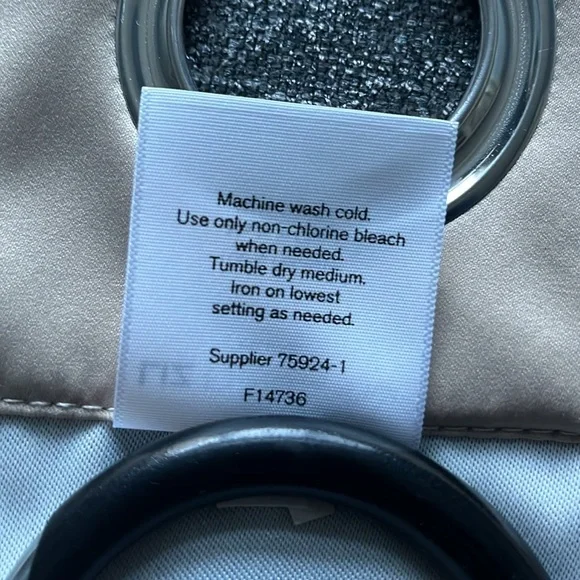 Machine wash cold.
Use only non-chlorine bleach
when needed.
Tumble dry medium.
Iron on lowest
setting as needed.
Supplier 75924-1
F14736